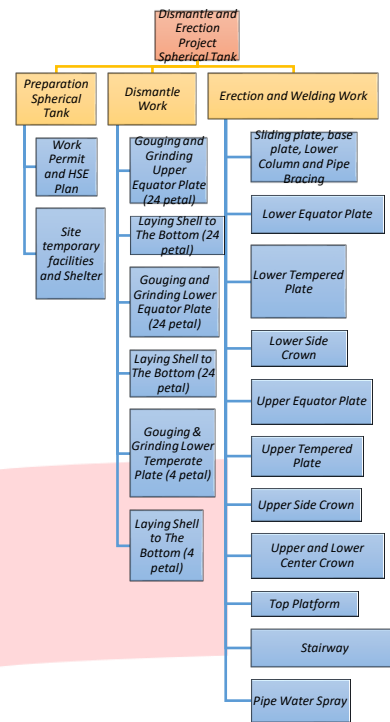 Dismantle and
Erection
Project
Spherical Tank
Preparation
Spherical
Tank
Work
Permit
and HSE
Plan
Site
temporary
facilities
and Shelter
Dismantle
Work
Gouging and
Grinding
Upper
Equator Plate
(24 petal)
Laying Shell to
The Bottom (24
petal)
Gouging and
Grinding Lower
Equator Plate
(24 petal)
Laying Shell to
The Bottom (24
petal)
Gouging &
Grinding Lower
Temperate
Plate (4 petal)
Laying Shell
to The
Bottom (4
petal)
Erection and Welding Work
Sliding plate, base
plate, Lower
Column and Pipe
Bracing
Lower Equator Plate
Lower Tempered
Plate
Lower Side
Crown
Upper Equator Plate
Upper Tempered
Plate
Upper Side Crown
Upper and Lower
Center Crown
Top Platform
Stairway
Pipe Water Spray